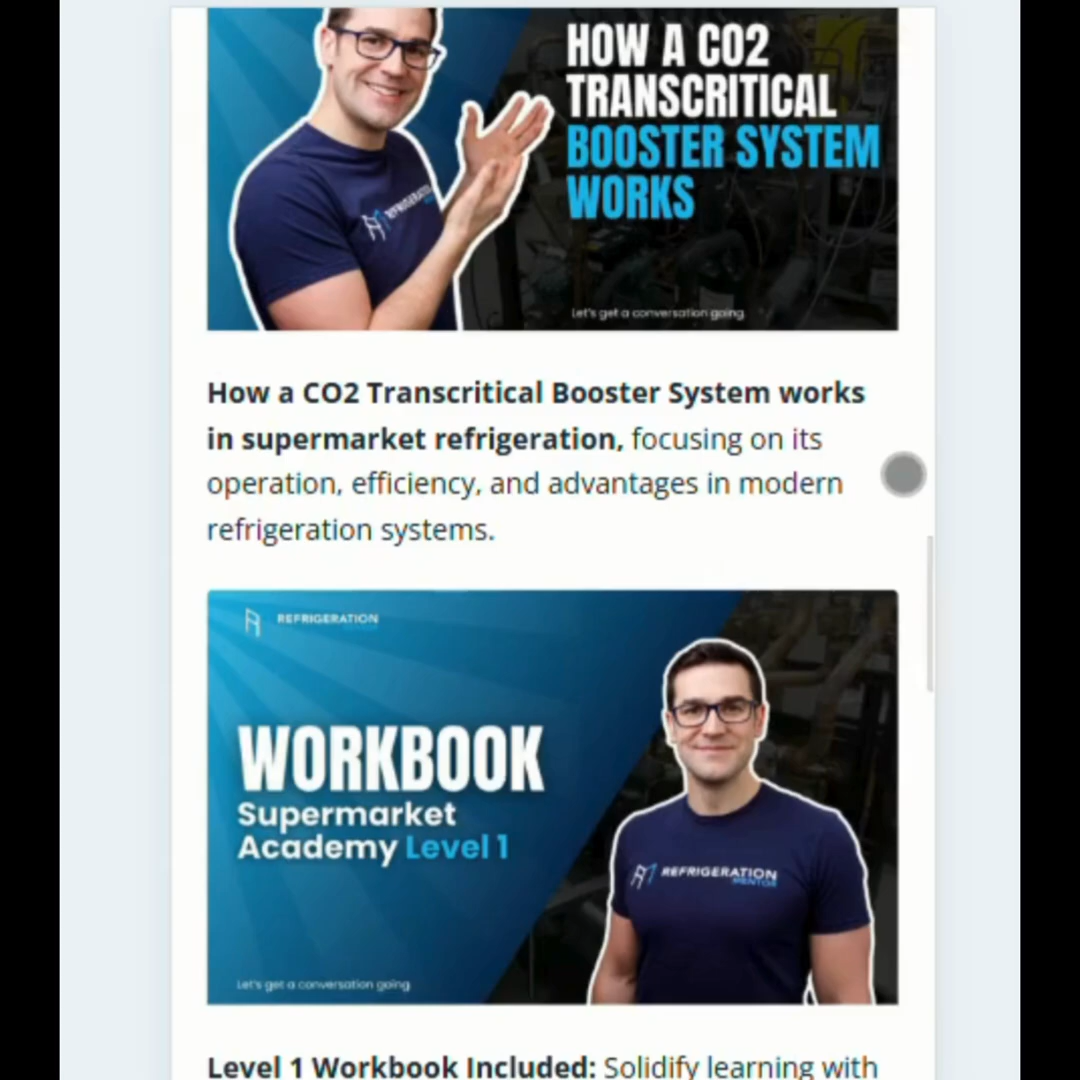 HOW A CO2
TRANSCRITICAL
BOOSTER SYSTEM
WORKS
REFRIGERATION
Let's get a conversation going
How a CO2 Transcritical Booster System works
in supermarket refrigeration, focusing on its
operation, efficiency, and advantages in modern
refrigeration systems.
REFRIGERATION
WORKBOOK
Supermarket
Academy Level 1
REFRIGERATION
MENTOR
Let's get a conversation going
Level 1 Workbook Included: Solidify learning with